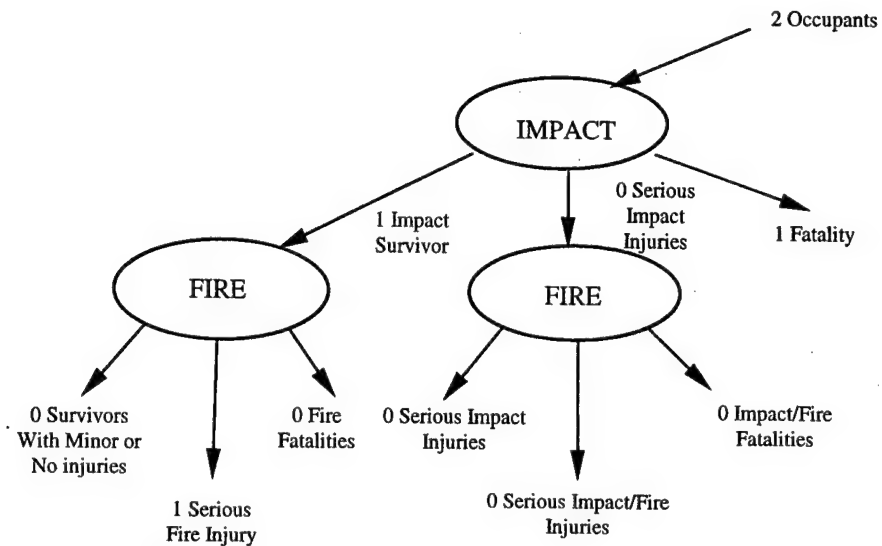 2 Occupants
IMPACT
1 Impact
Survivor
0 Serious
Impact
Injuries
1 Fatality
FIRE
FIRE
0 Survivors
With Minor or
No injuries
1 Serious
Fire Injury
0 Fire
Fatalities
0 Serious Impact
Injuries
0 Serious Impact/Fire
Injuries
0 Impact/Fire
Fatalities